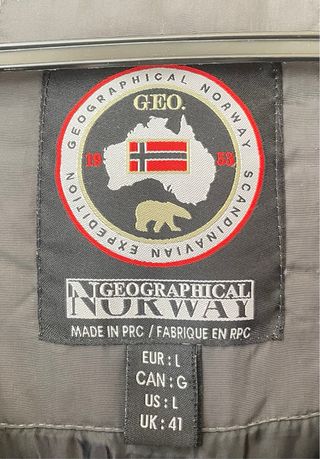 GEOGRAPHICAL NORWAY
SCANDINAVIAN EXPEDITION
GEO.
19 53
GEOGRAPHICAL
NORWAY
MADE IN PRC / FABRIQUE EN RPC
EUR : L
CAN : G
US : L
UK : 41